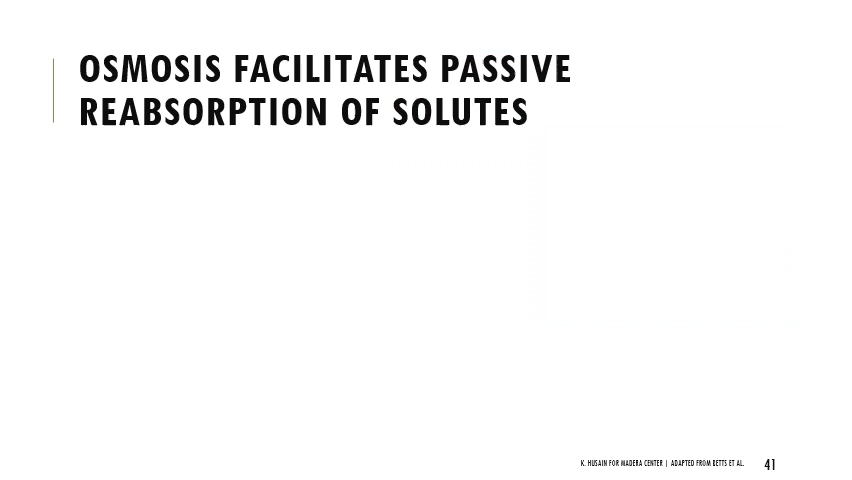 OSMOSIS FACILITATES PASSIVE
REABSORPTION OF SOLUTES
K. HUSAIN FOR MADERA CENTER | ADAPTED FROM BETTS ET AL.
41